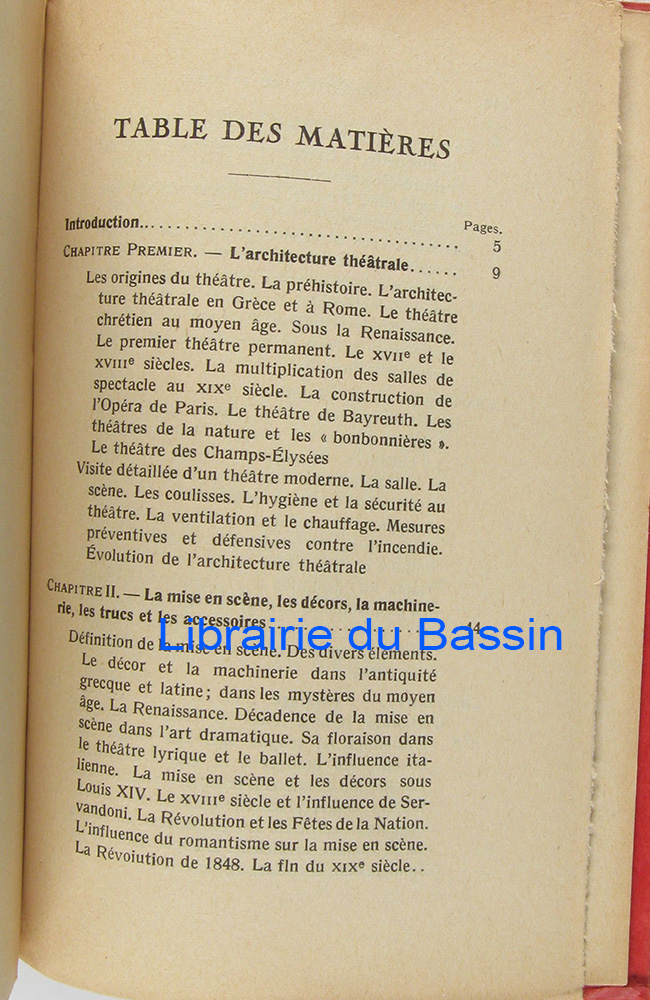 TABLE DES MATIÈRES
Pages.
Introduction........................................ 5
CHAPITRE PREMIER. — L'architecture théâtrale...... 9
Les origines du théâtre. La préhistoire. L'architec-
ture théâtrale en Grèce et à Rome. Le théâtre
chrétien au moyen âge. Sous la Renaissance.
Le premier théâtre permanent. Le XVIIe et le
XVIIIe siècles. La multiplication des salles de
spectacle au XIXe siècle. La construction de
l'Opéra de Paris. Le théâtre de Bayreuth. Les
théâtres de la nature et les « bonbonnières ».
Le théâtre des Champs-Élysées
Visite détaillée d'un théâtre moderne. La salle. La
scène. Les coulisses. L'hygiène et la sécurité au
théâtre. La ventilation et le chauffage. Mesures
préventives et défensives contre l'incendie.
Évolution de l'architecture théâtrale
CHAPITRE II. — La mise en scène, les décors, la machine-
rie, les trucs et les accessoires.................... 44
Librairie du Bassin
Définition de la mise en scène. Des divers éléments.
Le décor et la machinerie dans l'antiquité
grecque et latine; dans les mystères du moyen
âge. La Renaissance. Décadence de la mise en
scène dans l'art dramatique. Sa floraison dans
le théâtre lyrique et le ballet. L'influence ita-
lienne. La mise en scène et les décors sous
Louis XIV. Le XVIIIe siècle et l'influence de Ser-
vandoni. La Révolution et les Fêtes de la Nation.
L'influence du romantisme sur la mise en scène.
La Révoiution de 1848. La fin du XIXe siècle..